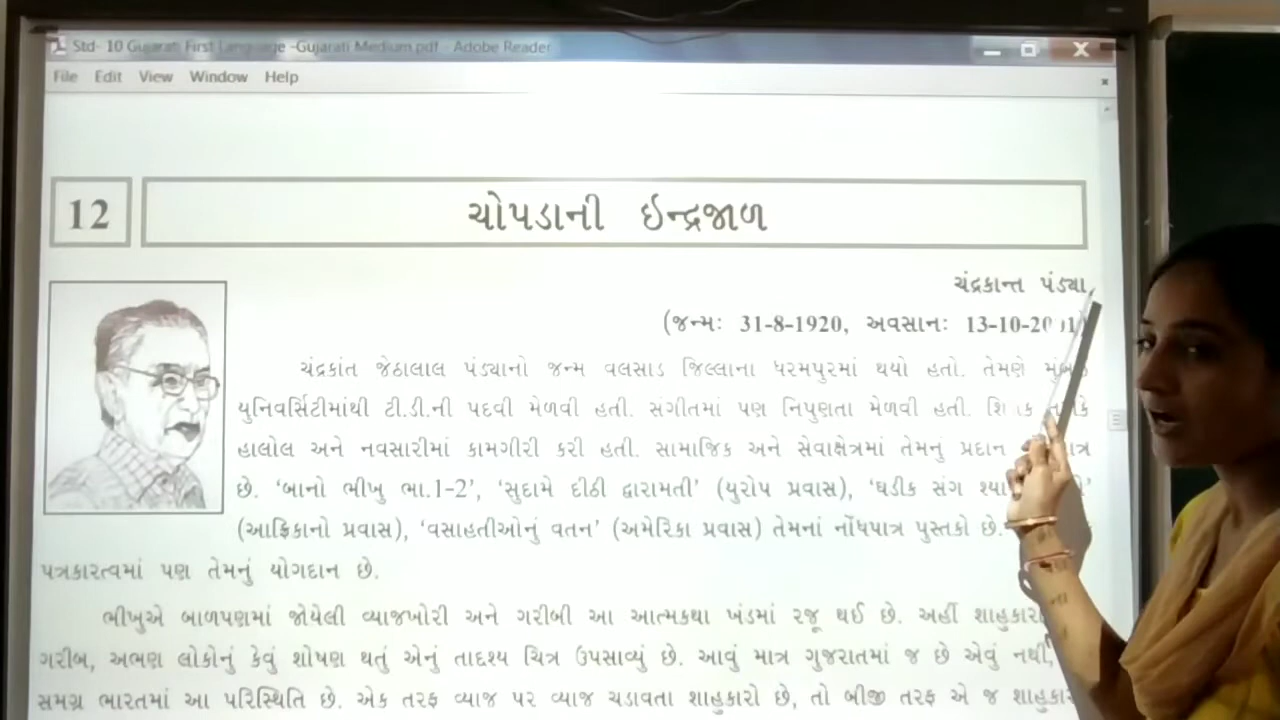 Std- 10 Gujarati First Language -Gujarati Medium.pdf - Adobe Reader
File Edit View Window Help
12
ચોપડાની ઇન્દ્રજાળ
ચંદ્રકાન્ત પંડ્યા
(જન્મઃ 31-8-1920, અવસાનઃ 13-10-20 1)
ચંદ્રકાંત જેઠાલાલ પંડ્યાનો જન્મ વલસાડ જિલ્લાના ધરમપુરમાં થયો હતો. તેમણે
યુનિવર્સિટીમાંથી ટી.ડી.ની પદવી મેળવી હતી. સંગીતમાં પણ નિપુણતા મેળવી હતી.
હાલોલ અને નવસારીમાં કામગીરી કરી હતી. સામાજિક અને સેવાક્ષેત્રમાં તેમનું પ્રદાન
છે. ‘બાનો ભીખુ ભા.1-2’, ‘સુદામે દીઠી દ્વારામતી’ (યુરોપ પ્રવાસ), ‘ઘડીક સંગ
(આફ્રિકાનો પ્રવાસ), ‘વસાહતીઓનું વતન’ (અમેરિકા પ્રવાસ) તેમનાં નોંધપાત્ર પુસ્તકો છે.
પત્રકારત્વમાં પણ તેમનું યોગદાન છે.
ભીખુએ બાળપણમાં જોયેલી વ્યાજખોરી અને ગરીબી આ આત્મકથા ખંડમાં રજૂ થઈ છે. અહીં
ગરીબ, અભણ લોકોનું કેવું શોષણ થતું એનું તાદશ્ય ચિત્ર ઉપસાવ્યું છે. આવું માત્ર ગુજરાતમાં જ છે એવું નથી,
સમગ્ર ભારતમાં આ પરિસ્થિતિ છે. એક તરફ વ્યાજ પર વ્યાજ ચડાવતા શાહુકારો છે, તો બીજી તરફ એ જ